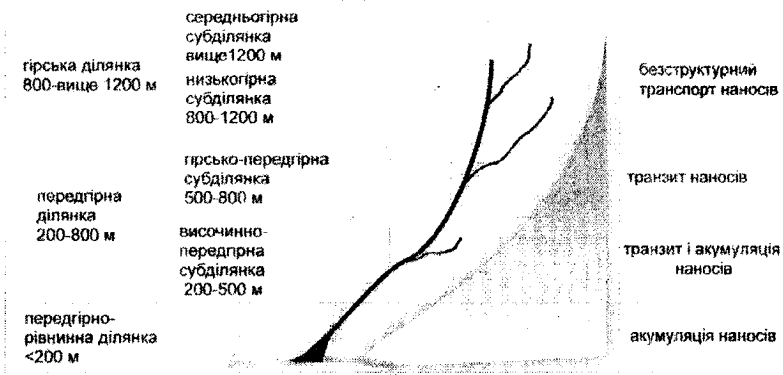 гірська ділянка
800-вище 1200 м
середньогірна
субділянка
вище1200 м
низькогірна
субділянка
800-1200 м
передгірна
ділянка
200-800 м
гірсько-передгірна
субділянка
500-800 м
височинно-
передгірна
субділянка
200-500 м
передгірно-
рівнинна ділянка
<200 м
безструктурний
транспорт наносів
транзит наносів
транзит і акумуляція
наносів
акумуляція наносів